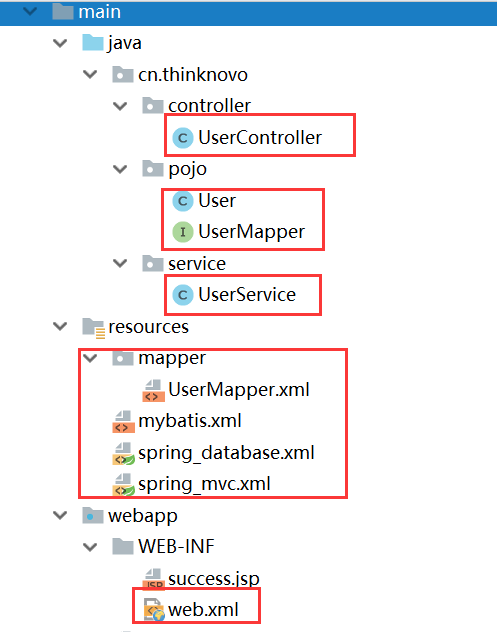 main
java
cn.thinknovo
controller
C UserController
pojo
C User
I UserMapper
service
C UserService
resources
mapper
UserMapper.xml
mybatis.xml
spring_database.xml
spring_mvc.xml
webapp
WEB-INF
JSP success.jsp
web.xml